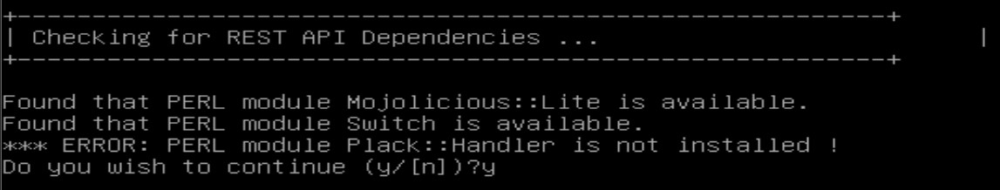 +----------------------------------------------------------+
| Checking for REST API Dependencies ... |
+----------------------------------------------------------+
Found that PERL module Mojolicious::Lite is available.
Found that PERL module Switch is available.
*** ERROR: PERL module Plack::Handler is not installed !
Do you wish to continue (y/[n])?y